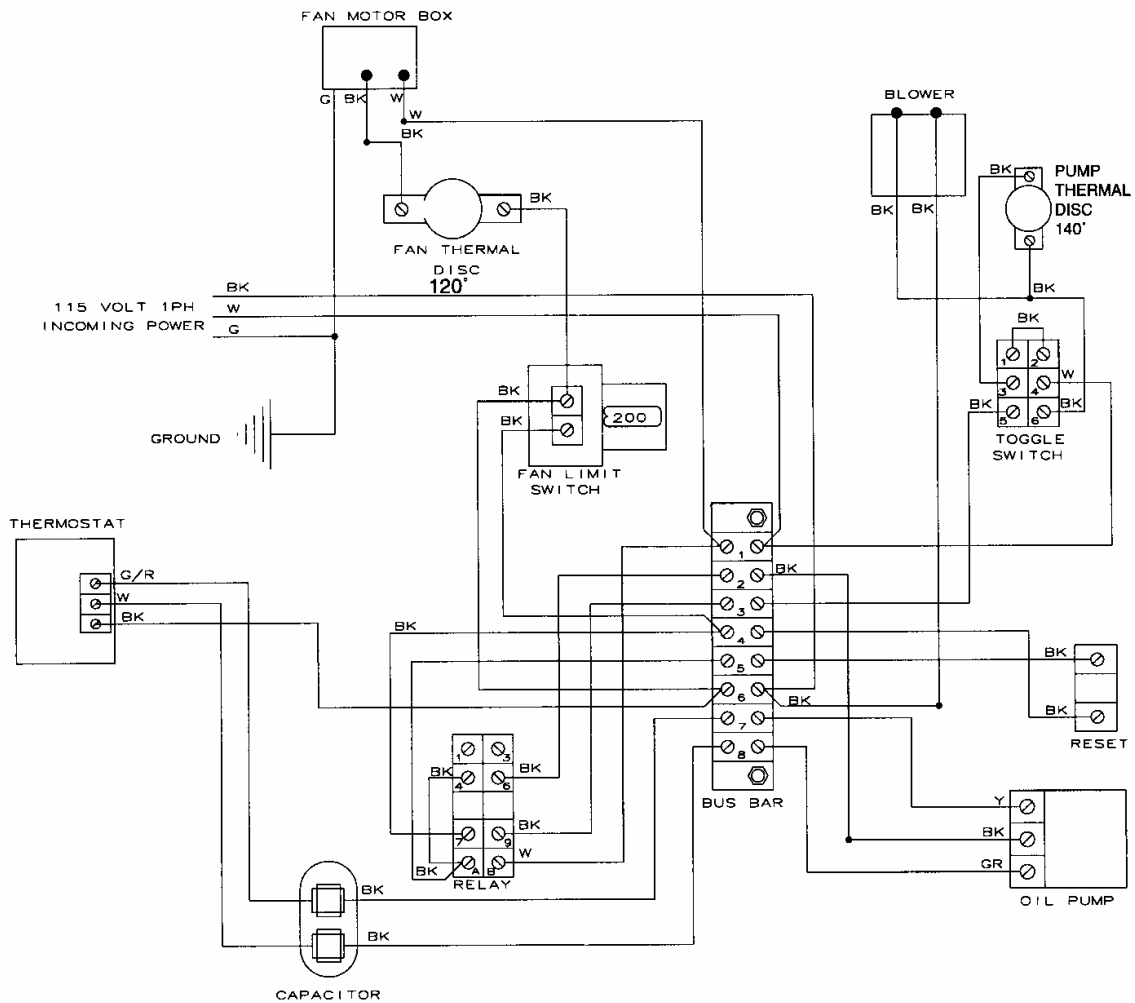 FAN MOTOR BOX
G BK W
W
BK
BLOWER
BK BK
BK
PUMP
THERMAL
DISC
140°
BK
FAN THERMAL
DISC
120°
115 VOLT 1PH
INCOMING POWER
BK
W
G
BK
BK
1 2
3 4 W
BK 5 6 BK
TOGGLE
SWITCH
GROUND
BK
BK
200
FAN LIMIT
SWITCH
THERMOSTAT
G/R
W
BK
1
2 BK
3
BK 4
5
6 BK
7
8
BUS BAR
BK
BK
RESET
1 3
BK 4 6 BK
7 9 BK
BK A B W
RELAY
Y
BK
GR
OIL PUMP
BK
BK
CAPACITOR